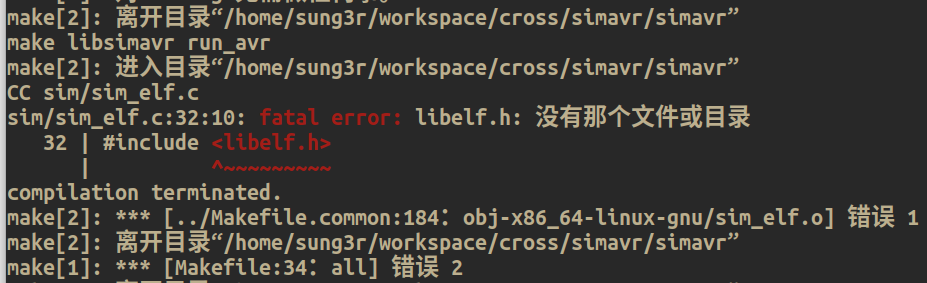 make[2]: 离开目录“/home/sung3r/workspace/cross/simavr/simavr”
make libsimavr run_avr
make[2]: 进入目录“/home/sung3r/workspace/cross/simavr/simavr”
CC sim/sim_elf.c
sim/sim_elf.c:32:10: fatal error: libelf.h: 没有那个文件或目录
   32 | #include <libelf.h>
      |          ^~~~~~~~~~
compilation terminated.
make[2]: *** [../Makefile.common:184：obj-x86_64-linux-gnu/sim_elf.o] 错误 1
make[2]: 离开目录“/home/sung3r/workspace/cross/simavr/simavr”
make[1]: *** [Makefile:34：all] 错误 2